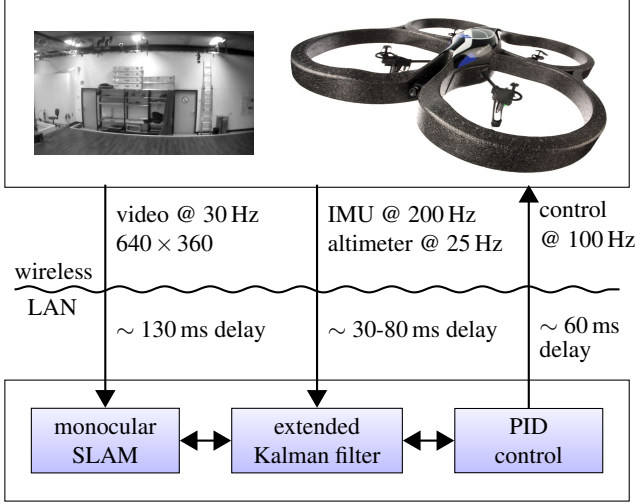 video @ 30 Hz
640 × 360
IMU @ 200 Hz
altimeter @ 25 Hz
control
@ 100 Hz
wireless
LAN
~ 130 ms delay
~ 30-80 ms delay
~ 60 ms
delay
monocular
SLAM
extended
Kalman filter
PID
control